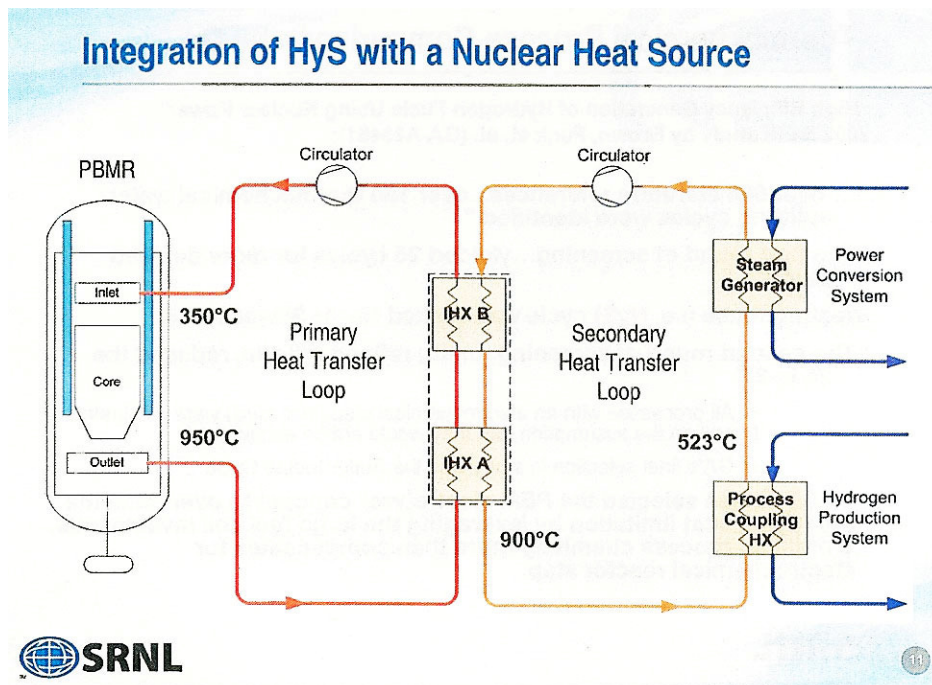 Integration of HyS with a Nuclear Heat Source
PBMR
Circulator
Circulator
Inlet
350°C
Core
950°C
Outlet
Primary
Heat Transfer
Loop
IHX B
IHX A
900°C
Secondary
Heat Transfer
Loop
523°C
Steam
Generator
Power
Conversion
System
Process
Coupling
HX
Hydrogen
Production
System
SRNL
11